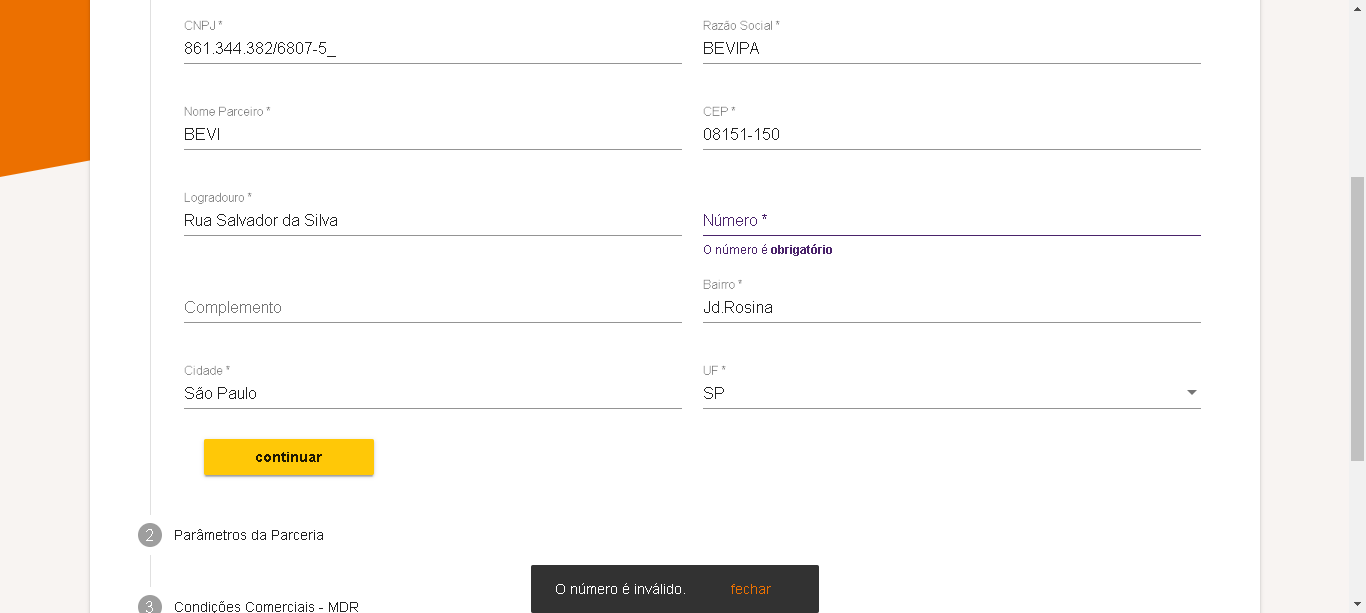 CNPJ *
Razão Social *
861.344.382/6807-5_
BEVIPA
Nome Parceiro *
CEP *
BEVI
08151-150
Logradouro *
Rua Salvador da Silva
Número *
O número é obrigatório
Bairro *
Complemento
Jd.Rosina
Cidade *
UF *
São Paulo
SP
continuar
2 Parâmetros da Parceria
O número é inválido. fechar
3 Condições Comerciais - MDR